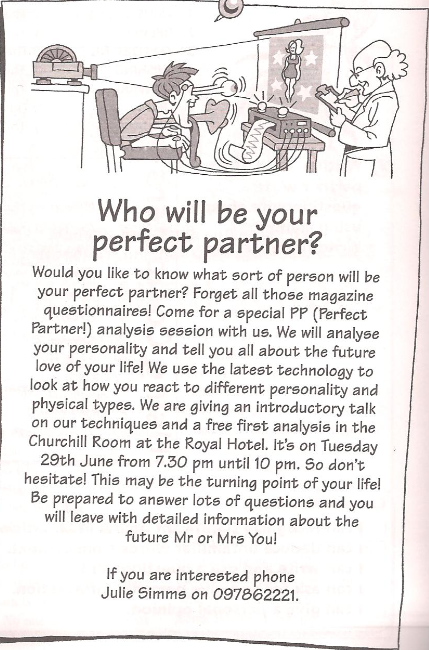 Who will be your
perfect partner?
Would you like to know what sort of person will be
your perfect partner? Forget all those magazine
questionnaires! Come for a special PP (Perfect
Partner!) analysis session with us. We will analyse
your personality and tell you all about the future
love of your life! We use the latest technology to
look at how you react to different personality and
physical types. We are giving an introductory talk
on our techniques and a free first analysis in the
Churchill Room at the Royal Hotel. It's on Tuesday
29th June from 7.30 pm until 10 pm. So don't
hesitate! This may be the turning point of your life!
Be prepared to answer lots of questions and you
will leave with detailed information about the
future Mr or Mrs You!
If you are interested phone
Julie Simms on 097862221.